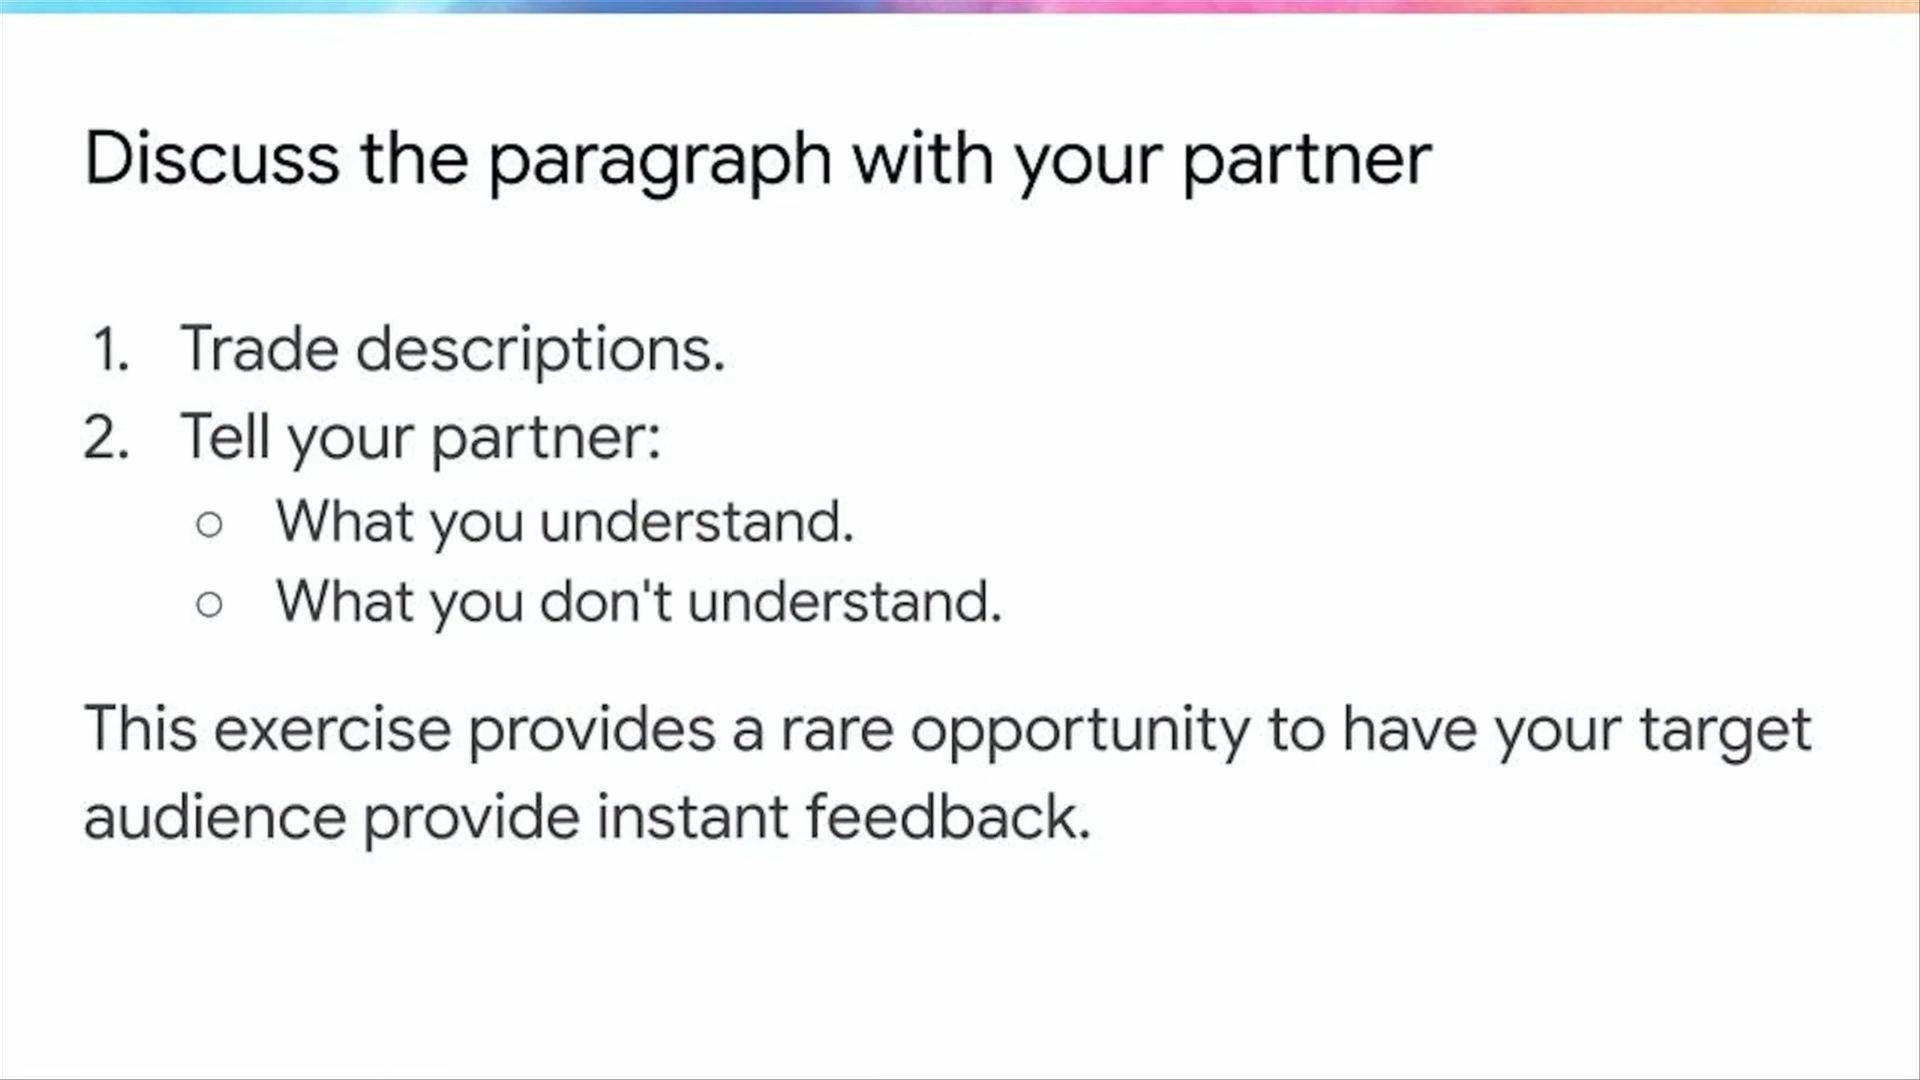 Discuss the paragraph with your partner
1. Trade descriptions.
2. Tell your partner:
○ What you understand.
○ What you don't understand.
This exercise provides a rare opportunity to have your target
audience provide instant feedback.